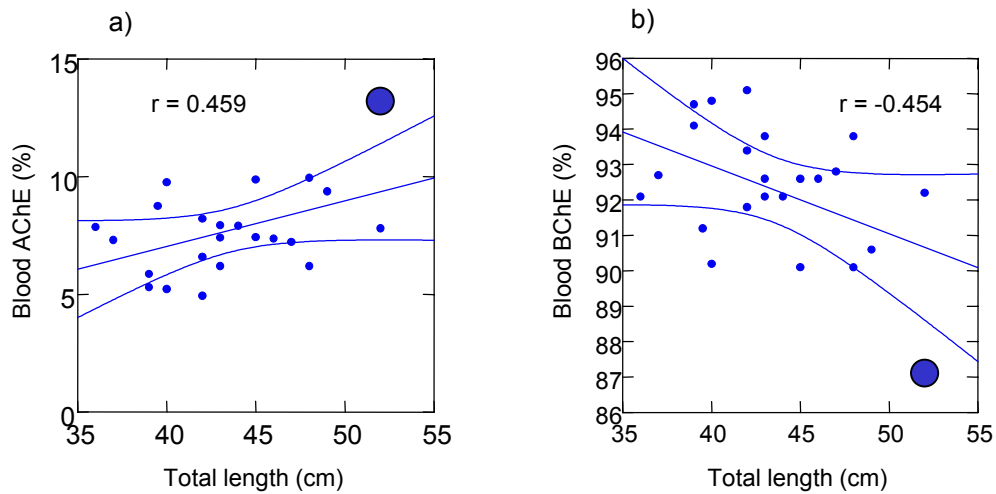 a)
r = 0.459
15
10
5
0
Blood AChE (%)
35 40 45 50 55
Total length (cm)
b)
r = -0.454
96
95
94
93
92
91
90
89
88
87
86
Blood BChE (%)
35 40 45 50 55
Total length (cm)